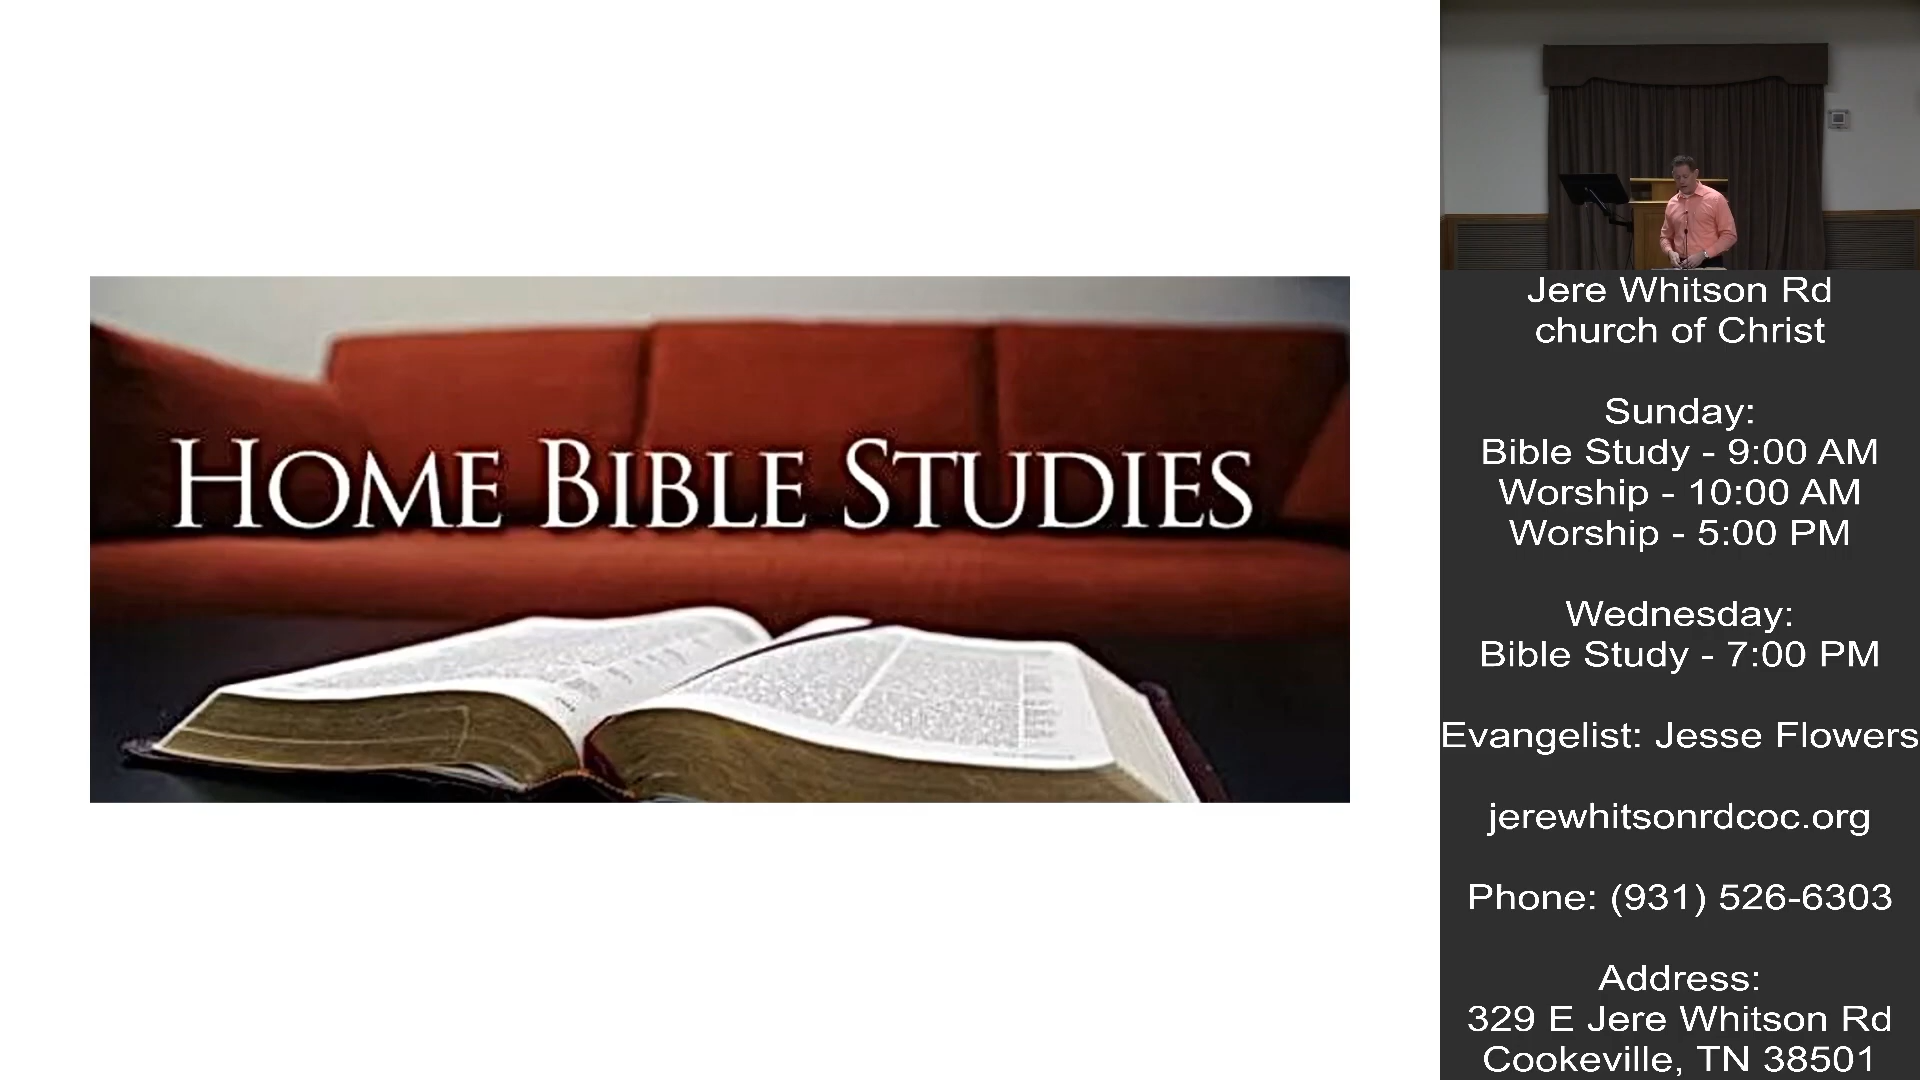 HOME BIBLE STUDIES
Jere Whitson Rd
church of Christ
Sunday:
Bible Study - 9:00 AM
Worship - 10:00 AM
Worship - 5:00 PM
Wednesday:
Bible Study - 7:00 PM
Evangelist: Jesse Flowers
jerewhitsonrdcoc.org
Phone: (931) 526-6303
Address:
329 E Jere Whitson Rd
Cookeville, TN 38501